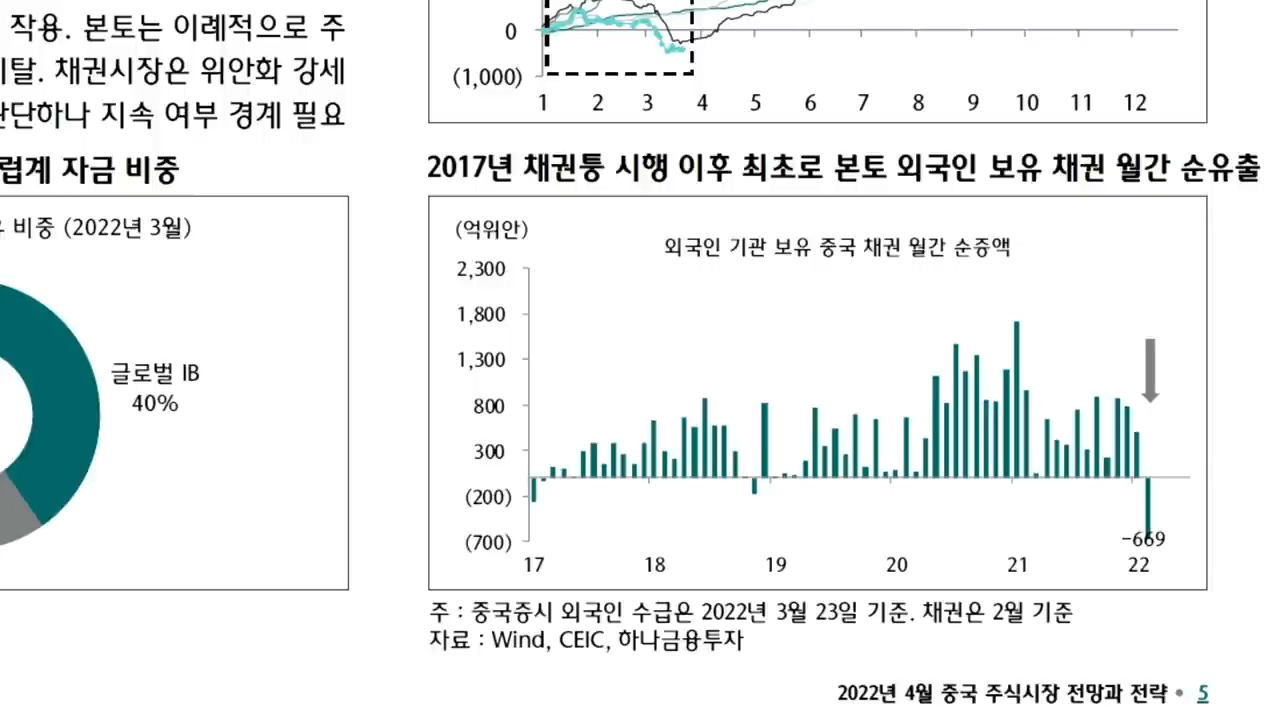 작용. 본토는 이례적으로 주
이탈. 채권시장은 위안화 강세
판단하나 지속 여부 경계 필요
럽계 자금 비중
비중 (2022년 3월)
글로벌 IB
40%
0
(1,000)
1 2 3 4 5 6 7 8 9 10 11 12
2017년 채권퉁 시행 이후 최초로 본토 외국인 보유 채권 월간 순유출
(억위안)
외국인 기관 보유 중국 채권 월간 순증액
2,300
1,800
1,300
800
300
(200)
(700)
-669
17 18 19 20 21 22
주 : 중국증시 외국인 수급은 2022년 3월 23일 기준. 채권은 2월 기준
자료 : Wind, CEIC, 하나금융투자
2022년 4월 중국 주식시장 전망과 전략 • 5